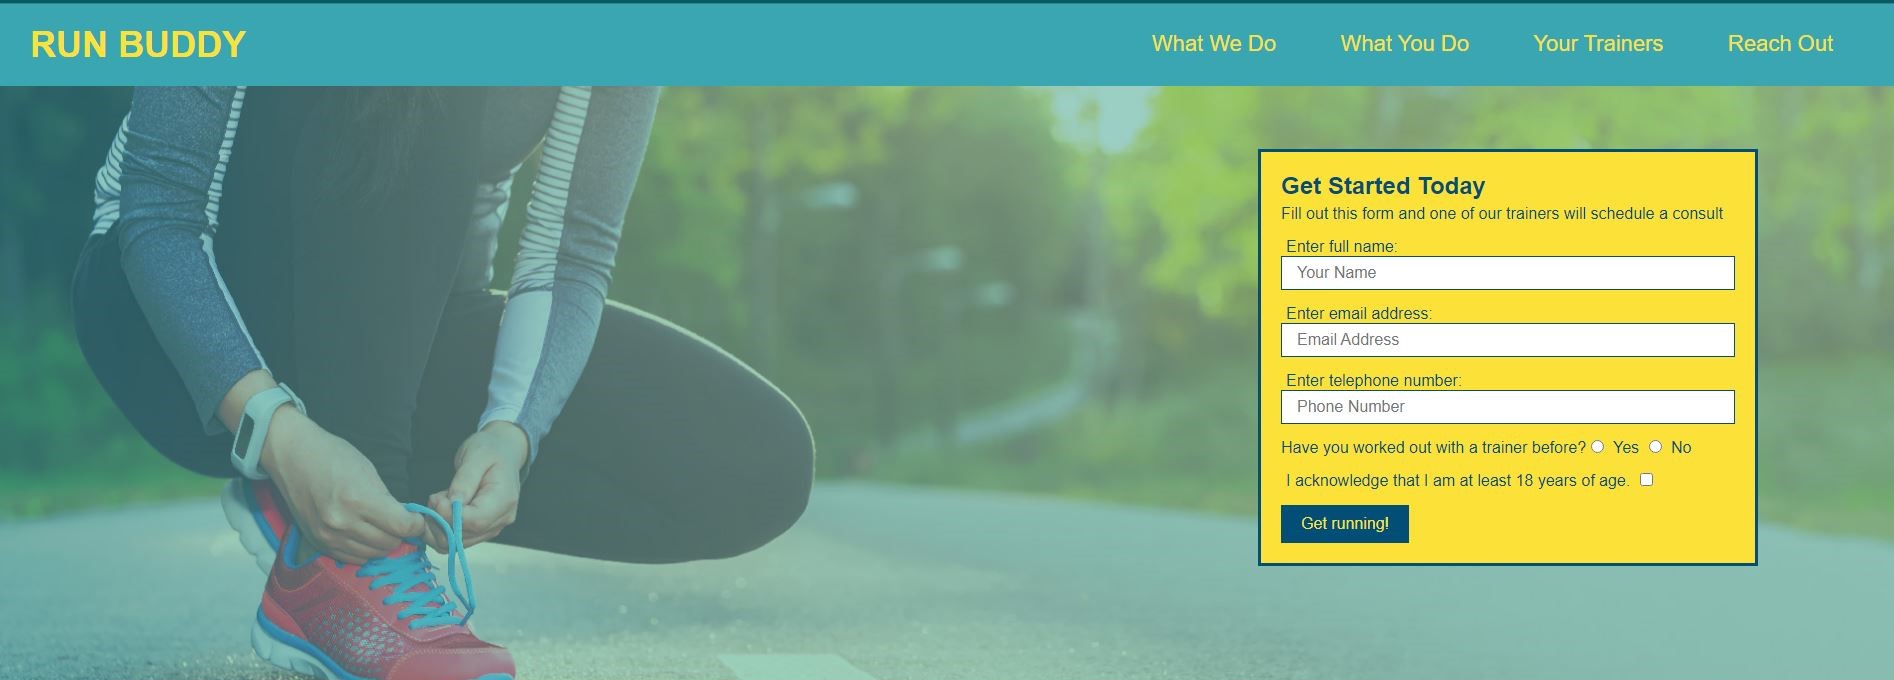 RUN BUDDY
What We Do What You Do Your Trainers Reach Out
Get Started Today
Fill out this form and one of our trainers will schedule a consult
Enter full name:
Your Name
Enter email address:
Email Address
Enter telephone number:
Phone Number
Have you worked out with a trainer before? Yes No
I acknowledge that I am at least 18 years of age.
Get running!